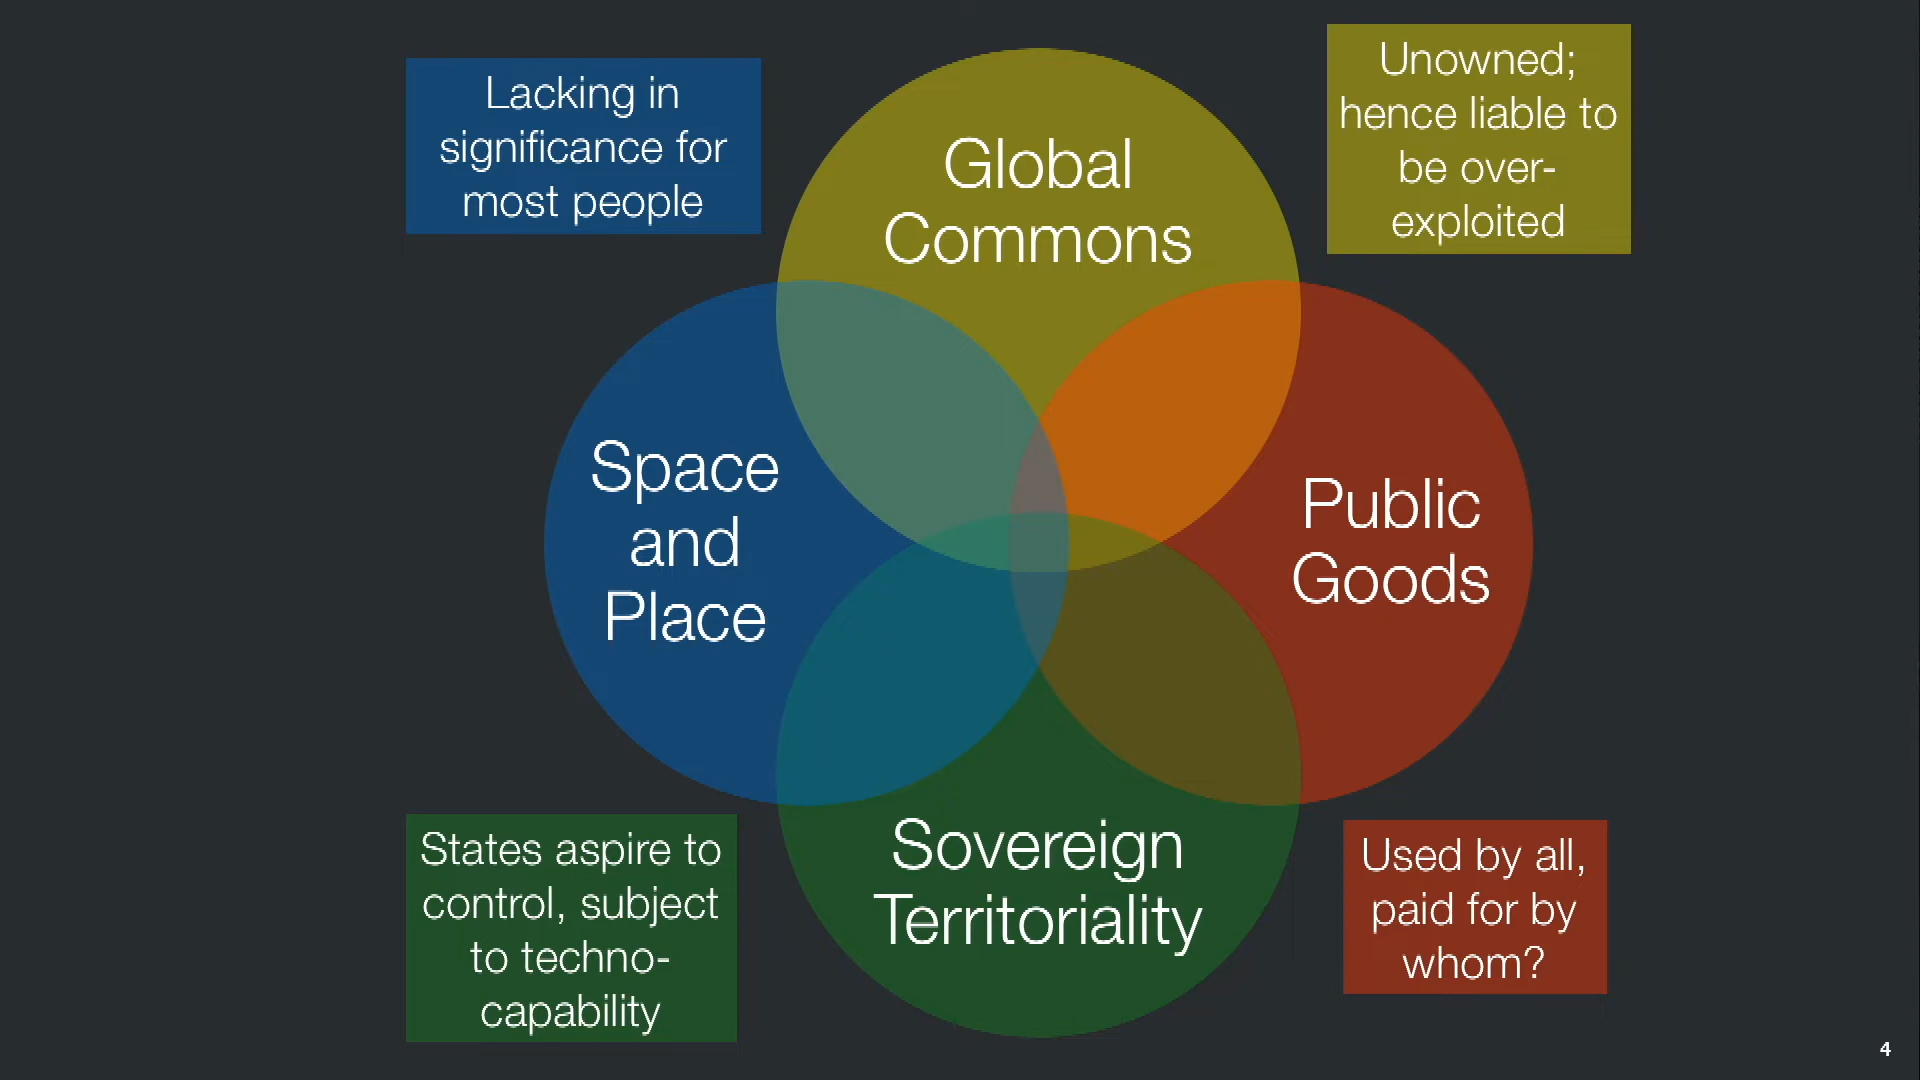 Lacking in
significance for
most people
Unowned;
hence liable to
be over-
exploited
Global
Commons
Space
and
Place
Public
Goods
Sovereign
Territoriality
States aspire to
control, subject
to techno-
capability
Used by all,
paid for by
whom?
4